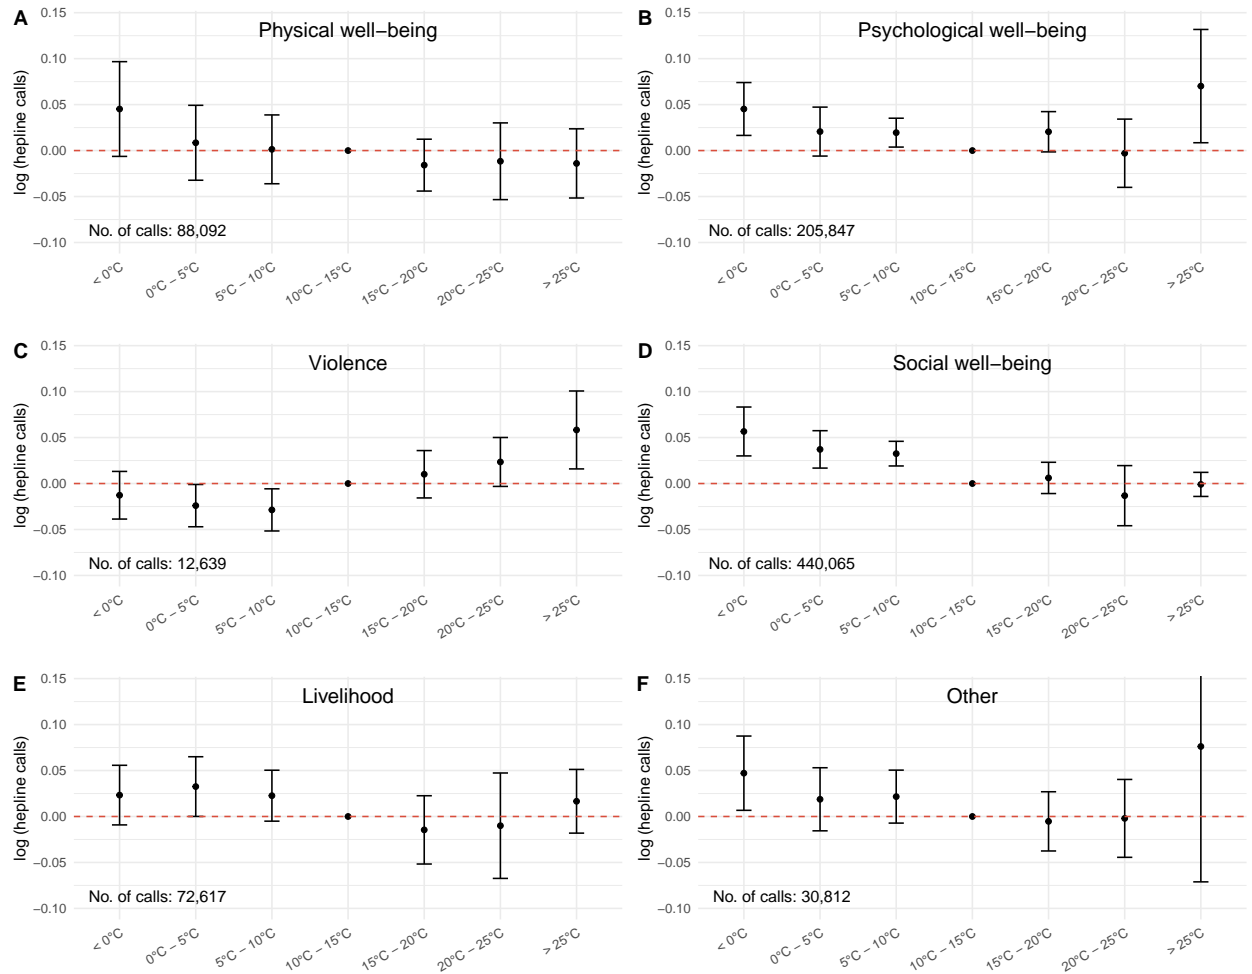 A
Physical well−being
log (hepline calls)
0.15
0.10
0.05
0.00
−0.05
−0.10
No. of calls: 88,092
< 0°C
0°C − 5°C
5°C − 10°C
10°C − 15°C
15°C − 20°C
20°C − 25°C
> 25°C
B
Psychological well−being
log (hepline calls)
0.15
0.10
0.05
0.00
−0.05
−0.10
No. of calls: 205,847
< 0°C
0°C − 5°C
5°C − 10°C
10°C − 15°C
15°C − 20°C
20°C − 25°C
> 25°C
C
Violence
log (hepline calls)
0.15
0.10
0.05
0.00
−0.05
−0.10
No. of calls: 12,639
< 0°C
0°C − 5°C
5°C − 10°C
10°C − 15°C
15°C − 20°C
20°C − 25°C
> 25°C
D
Social well−being
log (hepline calls)
0.15
0.10
0.05
0.00
−0.05
−0.10
No. of calls: 440,065
< 0°C
0°C − 5°C
5°C − 10°C
10°C − 15°C
15°C − 20°C
20°C − 25°C
> 25°C
E
Livelihood
log (hepline calls)
0.15
0.10
0.05
0.00
−0.05
−0.10
No. of calls: 72,617
< 0°C
0°C − 5°C
5°C − 10°C
10°C − 15°C
15°C − 20°C
20°C − 25°C
> 25°C
F
Other
log (hepline calls)
0.15
0.10
0.05
0.00
−0.05
−0.10
No. of calls: 30,812
< 0°C
0°C − 5°C
5°C − 10°C
10°C − 15°C
15°C − 20°C
20°C − 25°C
> 25°C